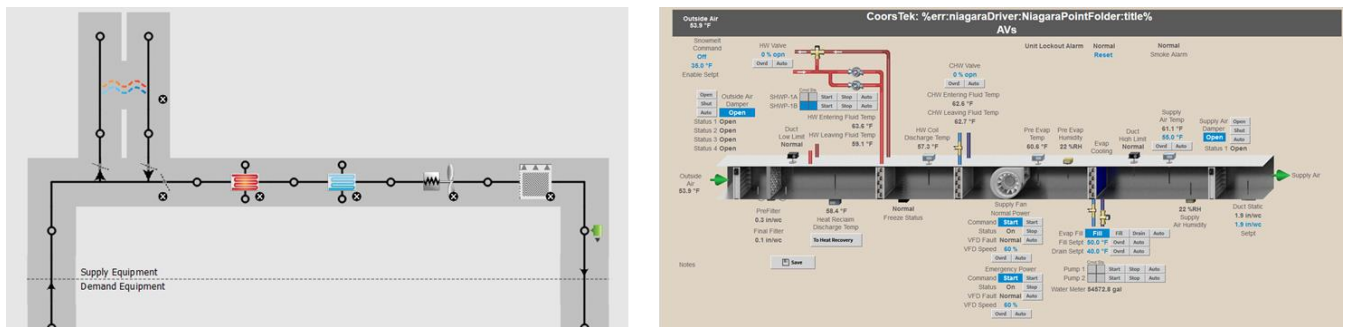 Supply Equipment
Demand Equipment
Outside Air
53.9 °F
CoorsTek: %err:niagaraDriver:NiagaraPointFolder:title%
AVs
Snowmelt
Command
Off
35.0 °F
Enable Setpt
HW Valve
0 % opn
Ovrd Auto
Unit Lockout Alarm Normal
Reset
Normal
Smoke Alarm
CHW Valve
0 % opn
Ovrd Auto
CHW Entering Fluid Temp
62.6 °F
CHW Leaving Fluid Temp
62.7 °F
Open
Shut
Auto
Outside Air
Damper
Open
Status 1 Open
Status 2 Open
Status 3 Open
Status 4 Open
SHWP-1A Start Stop Auto
SHWP-1B Start Stop Auto
HW Entering Fluid Temp
63.6 °F
HW Leaving Fluid Temp
59.1 °F
Duct
Low Limit
Normal
HW Coil
Discharge Temp
57.3 °F
Pre Evap
Temp
60.6 °F
Pre Evap
Humidity
22 %RH
Evap
Cooling
Duct
High Limit
Normal
Supply
Air Temp
61.1 °F
55.0 °F
Ovrd Auto
Supply Air
Damper
Open
Open
Shut
Auto
Status 1 Open
Outside
Air
53.9 °F
Supply Air
PreFilter
0.3 in/wc
Final Filter
0.1 in/wc
58.4 °F
Heat Reclaim
Discharge Temp
To Heat Recovery
Normal
Freeze Status
Supply Fan
Normal Power
Command Start Start
Status On Stop
VFD Fault Normal Auto
VFD Speed 60 %
Ovrd Auto
22 %RH
Supply
Air Humidity
Duct Static
1.9 in/wc
1.9 in/wc
Setpt
Evap Fill Fill Fill Drain Auto
Fill Setpt 50.0 °F Ovrd Auto
Drain Setpt 40.0 °F Ovrd Auto
Notes
Save
Emergency Power
Command Start Start
Status On Stop
VFD Fault Normal Auto
VFD Speed 60 %
Ovrd Auto
Pump 1 Start Stop Auto
Pump 2 Start Stop Auto
Water Meter 54572.8 gal